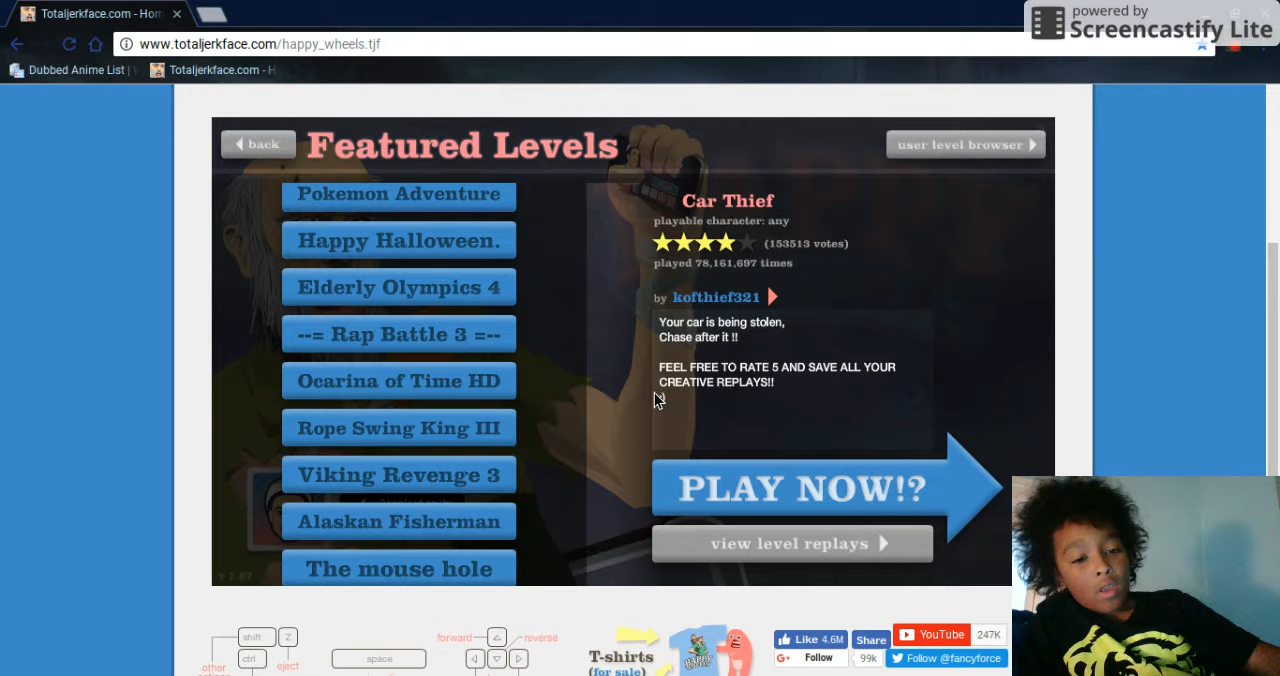 powered by
Screencastify Lite
Totaljerkface.com - Hom
www.totaljerkface.com/happy_wheels.tjf
Dubbed Anime List |
Totaljerkface.com - H
back
Featured Levels
user level browser
Pokemon Adventure
Happy Halloween.
Elderly Olympics 4
--= Rap Battle 3 =--
Ocarina of Time HD
Rope Swing King III
Viking Revenge 3
Alaskan Fisherman
The mouse hole
Car Thief
playable character: any
(153513 votes)
played 78,161,697 times
by kofthief321
Your car is being stolen,
Chase after it !!
FEEL FREE TO RATE 5 AND SAVE ALL YOUR
CREATIVE REPLAYS!!
PLAY NOW!?
view level replays
v 1.87
shift Z
ctrl
eject
other
space
forward
reverse
T-shirts
(for sale)
Like 4.6M
Share
YouTube 247K
G+ Follow 99k
Follow @fancyforce